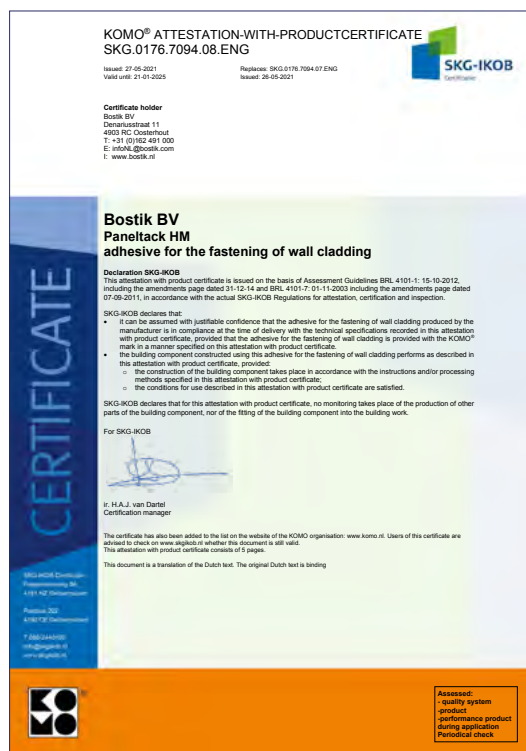 KOMO® ATTESTATION-WITH-PRODUCTCERTIFICATE
SKG.0176.7094.08.ENG
SKG-IKOB
Certificatie
Issued: 27-05-2021
Replaces: SKG.0176.7094.07.ENG
Valid until: 21-01-2025
Issued: 26-05-2021
Certificate holder
Bostik BV
Denariusstraat 11
4903 RC Oosterhout
T: +31 (0)162 491 000
E: infoNL@bostik.com
I: www.bostik.nl
Bostik BV
Paneltack HM
adhesive for the fastening of wall cladding
Declaration SKG-IKOB
This attestation with product certificate is issued on the basis of Assessment Guidelines BRL 4101-1: 15-10-2012,
including the amendments page dated 31-12-14 and BRL 4101-7: 01-11-2003 including the amendments page dated
07-09-2011, in accordance with the actual SKG-IKOB Regulations for attestation, certification and inspection.
SKG-IKOB declares that:
• it can be assumed with justifiable confidence that the adhesive for the fastening of wall cladding produced by the
manufacturer is in compliance at the time of delivery with the technical specifications recorded in this attestation
with product certificate, provided that the adhesive for the fastening of wall cladding is provided with the KOMO®
mark in a manner specified on this attestation with product certificate.
• the building component constructed using this adhesive for the fastening of wall cladding performs as described in
this attestation with product certificate, provided:
o the construction of the building component takes place in accordance with the instructions and/or processing
methods specified in this attestation with product certificate;
o the conditions for use described in this attestation with product certificate are satisfied.
SKG-IKOB declares that for this attestation with product certificate, no monitoring takes place of the production of other
parts of the building component, nor of the fitting of the building component into the building work.
For SKG-IKOB
ir. H.A.J. van Dartel
Certification manager
The certificate has also been added to the list on the website of the KOMO organisation: www.komo.nl. Users of this certificate are
advised to check on www.skgikob.nl whether this document is still valid.
This attestation with product certificate consists of 5 pages.
This document is a translation of the Dutch text. The original Dutch text is binding
CERTIFICATE
SKG-IKOB Certificatie
Postbus 202
info@skgikob.nl
www.skgikob.nl
KOMO
®
Assessed:
- quality system
-product
-performance product
during application
Periodical check